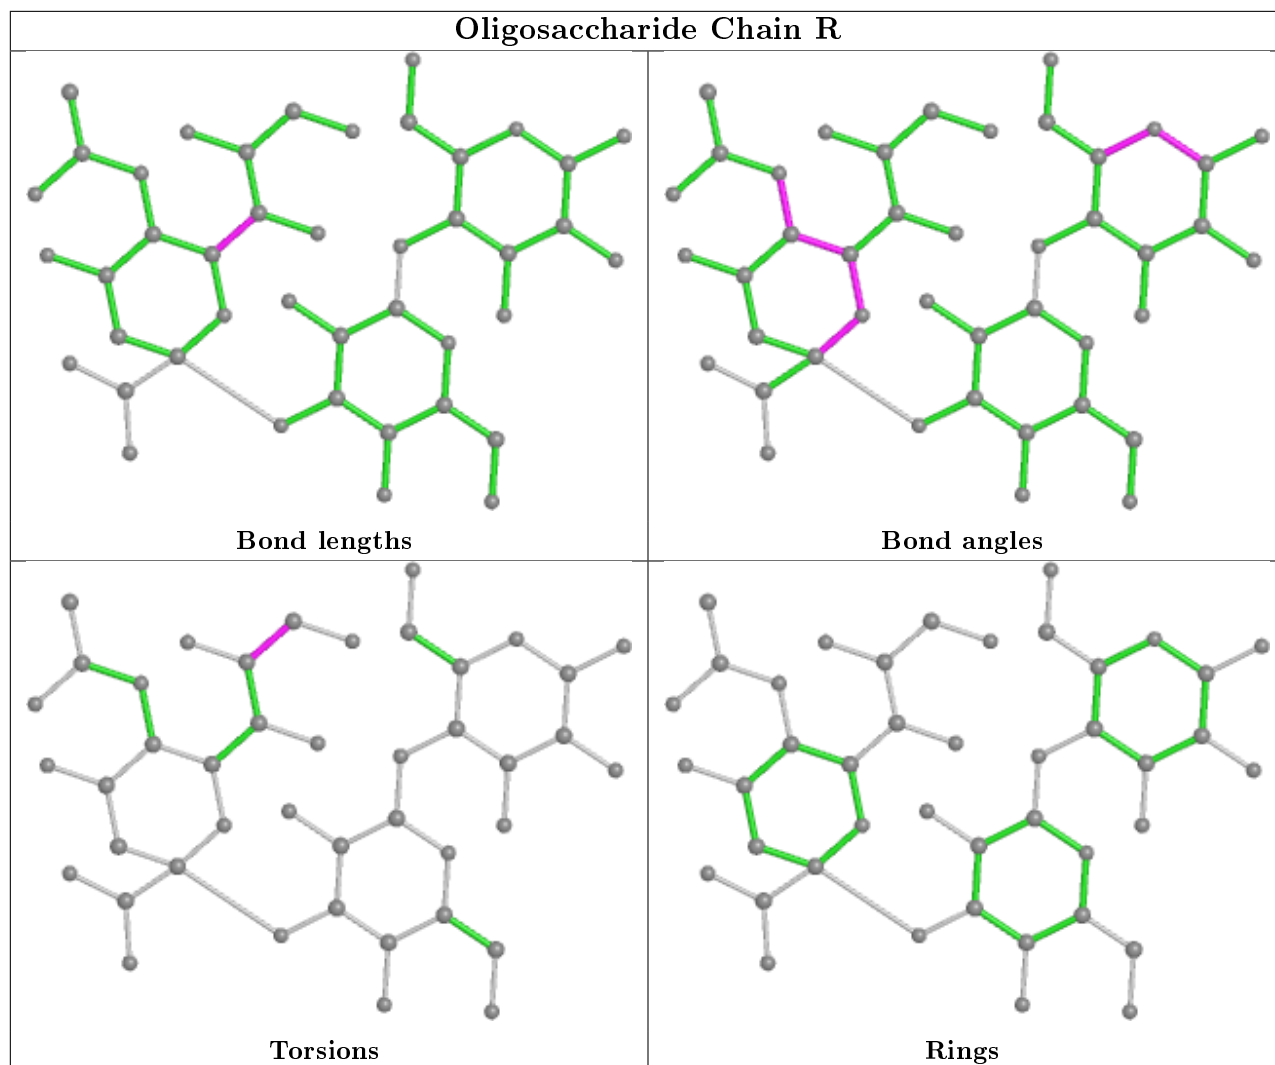 Oligosaccharide Chain R
Bond lengths
Bond angles
Torsions
Rings